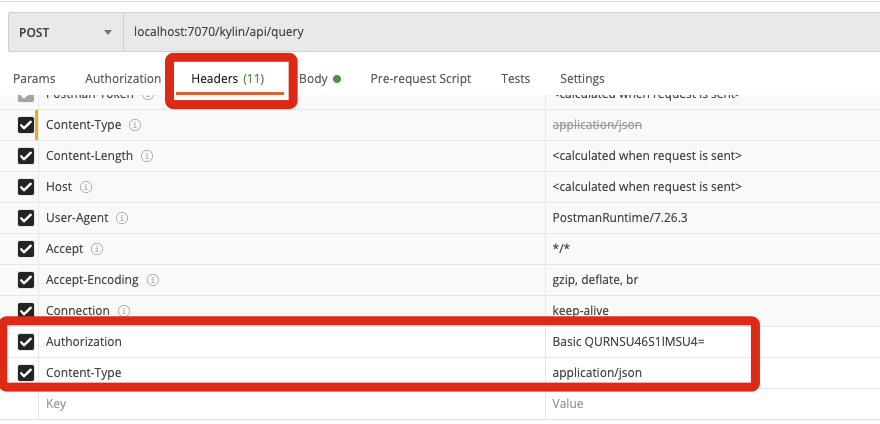 POST localhost:7070/kylin/api/query
Params Authorization Headers (11) Body Pre-request Script Tests Settings
Postman-Token <calculated when request is sent>
Content-Type application/json
Content-Length <calculated when request is sent>
Host <calculated when request is sent>
User-Agent PostmanRuntime/7.26.3
Accept */*
Accept-Encoding gzip, deflate, br
Connection keep-alive
Authorization Basic QURNSU46S1lMSU4=
Content-Type application/json
Key Value